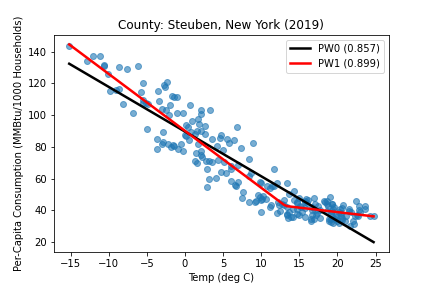 County: Steuben, New York (2019)
PW0 (0.857)
PW1 (0.899)
Per-Capita Consumption (MMBtu/1000 Households)
140
120
100
80
60
40
20
−15 −10 −5 0 5 10 15 20 25
Temp (deg C)